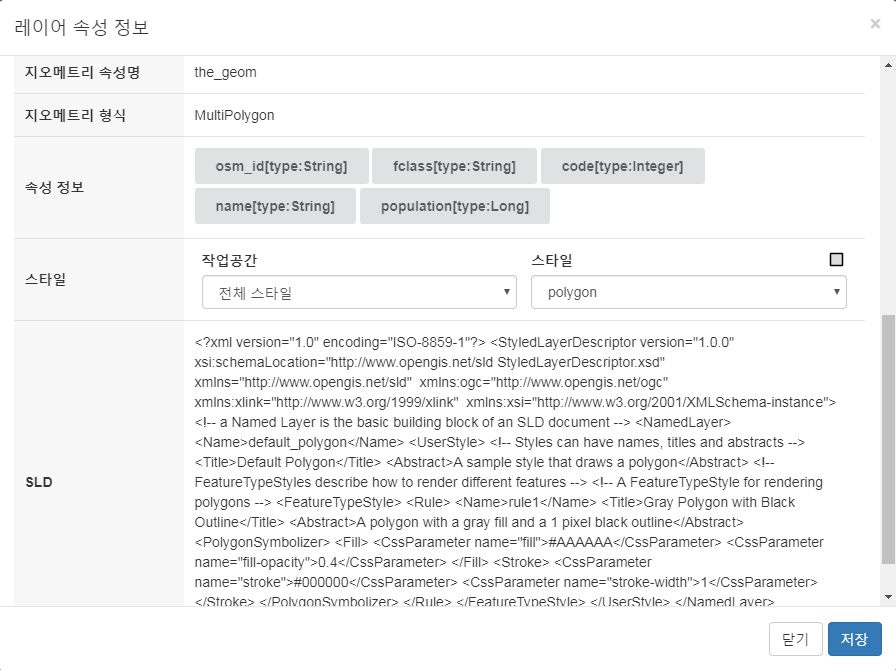 레이어 속성 정보
×
지오메트리 속성명
the_geom
지오메트리 형식
MultiPolygon
속성 정보
osm_id[type:String]
fclass[type:String]
code[type:Integer]
name[type:String]
population[type:Long]
스타일
작업공간
스타일
전체 스타일
polygon
SLD
<?xml version="1.0" encoding="ISO-8859-1"?> <StyledLayerDescriptor version="1.0.0"
xsi:schemaLocation="http://www.opengis.net/sld StyledLayerDescriptor.xsd"
xmlns="http://www.opengis.net/sld"  xmlns:ogc="http://www.opengis.net/ogc"
xmlns:xlink="http://www.w3.org/1999/xlink"  xmlns:xsi="http://www.w3.org/2001/XMLSchema-instance">
<!-- a Named Layer is the basic building block of an SLD document --> <NamedLayer>
<Name>default_polygon</Name> <UserStyle> <!-- Styles can have names, titles and abstracts -->
<Title>Default Polygon</Title> <Abstract>A sample style that draws a polygon</Abstract> <!--
FeatureTypeStyles describe how to render different features --> <!-- A FeatureTypeStyle for rendering
polygons --> <FeatureTypeStyle> <Rule> <Name>rule1</Name> <Title>Gray Polygon with Black
Outline</Title> <Abstract>A polygon with a gray fill and a 1 pixel black outline</Abstract>
<PolygonSymbolizer> <Fill> <CssParameter name="fill">#AAAAAA</CssParameter> <CssParameter
name="fill-opacity">0.4</CssParameter> </Fill> <Stroke> <CssParameter
name="stroke">#000000</CssParameter> <CssParameter name="stroke-width">1</CssParameter>
</Stroke> </PolygonSymbolizer> </Rule> </FeatureTypeStyle> </UserStyle> </NamedLayer>
닫기
저장